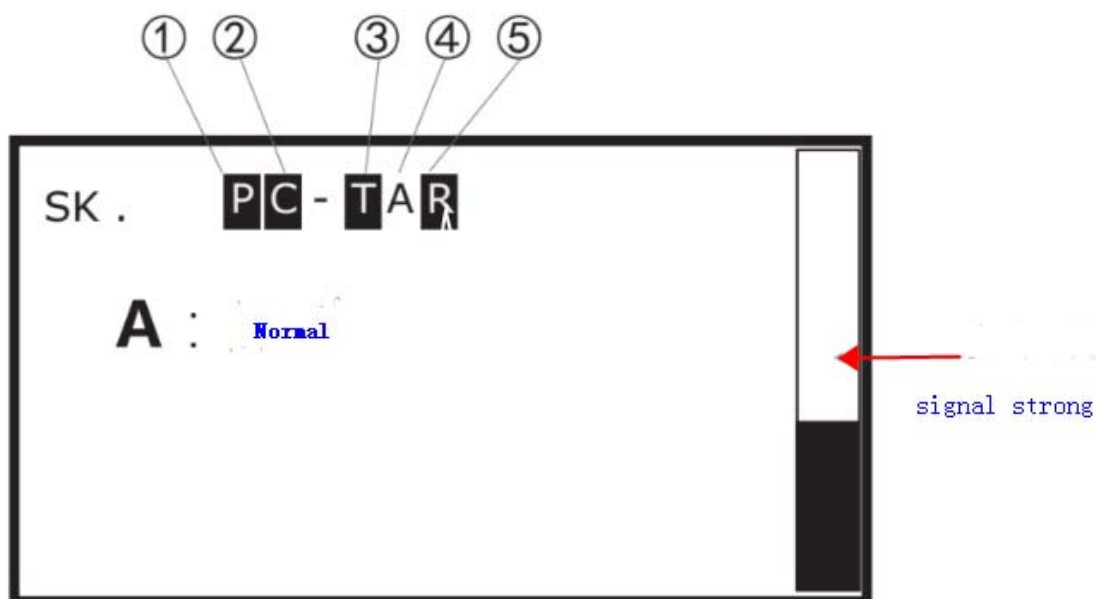 ① ② ③ ④ ⑤
SK . PC - TAR
A : Normal
signal strong